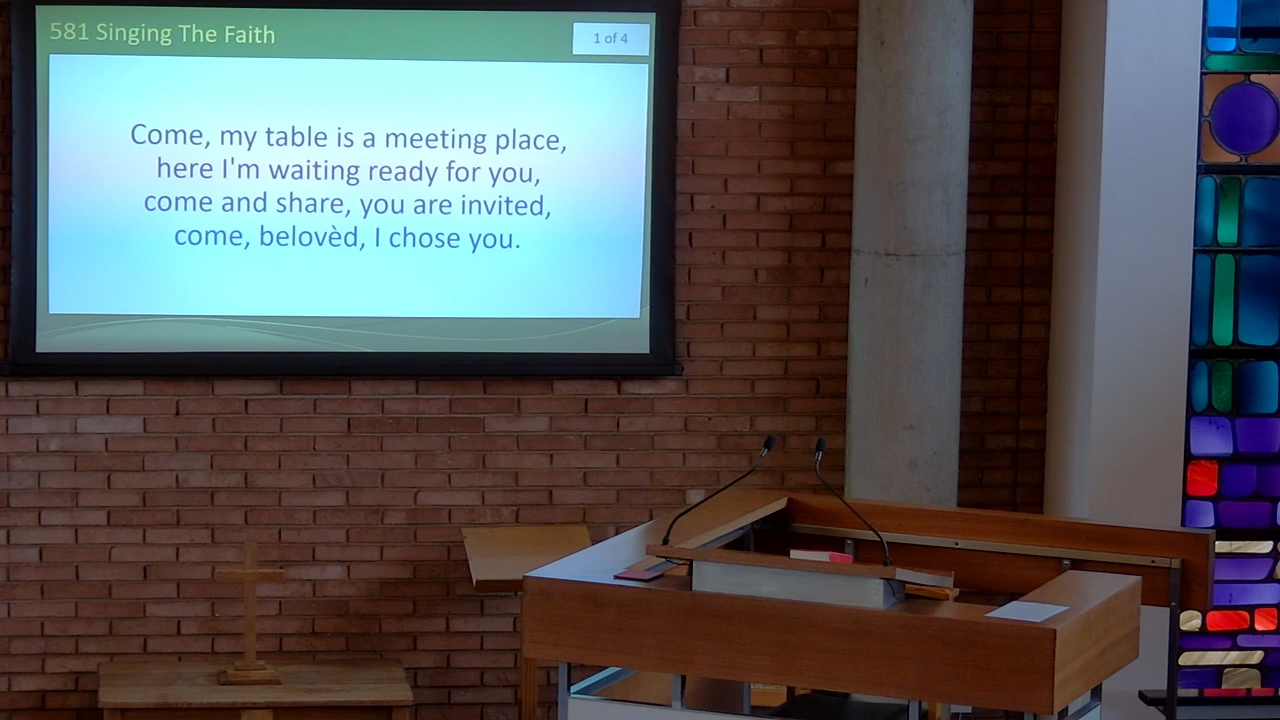 581 Singing The Faith
1 of 4
Come, my table is a meeting place,
here I'm waiting ready for you,
come and share, you are invited,
come, belovèd, I chose you.